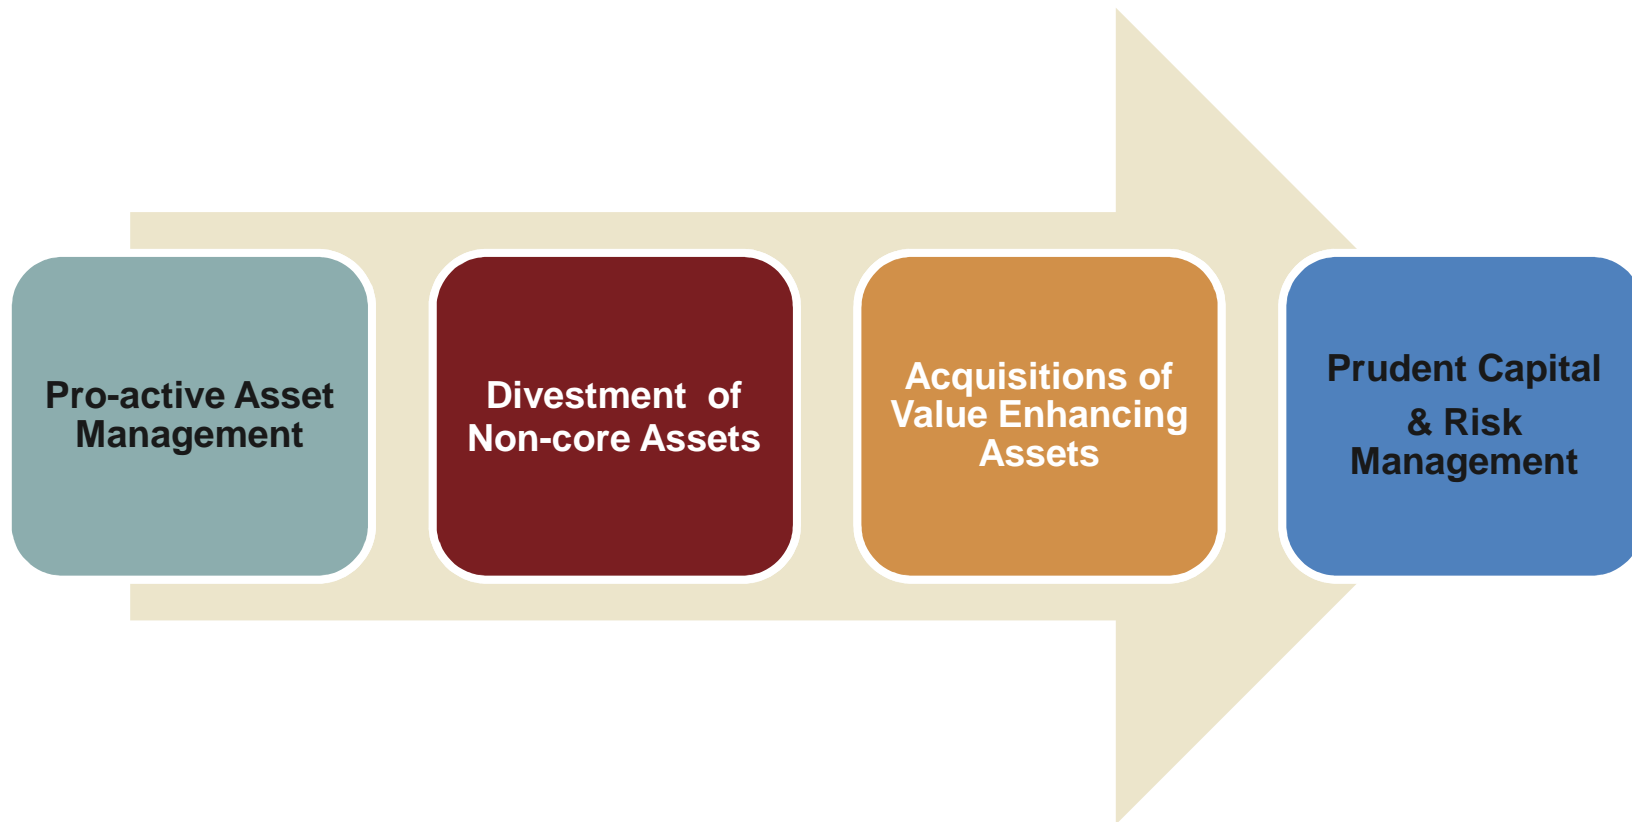 Pro-active Asset
Management
Divestment of
Non-core Assets
Acquisitions of
Value Enhancing
Assets
Prudent Capital
& Risk
Management